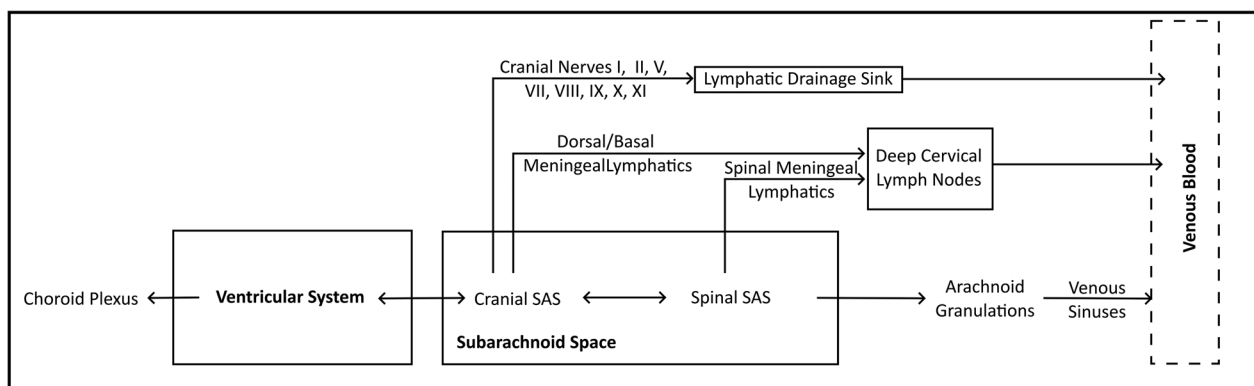 Cranial Nerves I, II, V,
VII, VIII, IX, X, XI
Lymphatic Drainage Sink
Dorsal/Basal
MeningealLymphatics
Spinal Meningeal
Lymphatics
Deep Cervical
Lymph Nodes
Venous Blood
Choroid Plexus
Ventricular System
Cranial SAS
Spinal SAS
Subarachnoid Space
Arachnoid
Granulations
Venous
Sinuses